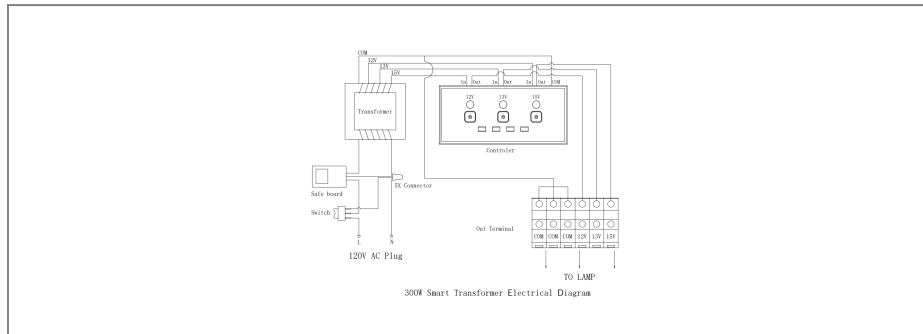 COM
12V
13V
15V
In Out In Out In Out COM
12V 13V 15V
Transformer
Controler
Safe board
5X Connector
Switch
Out Terminal
COM COM COM 12V 13V 15V
L N
120V AC Plug
TO LAMP
300W Smart Transformer Electrical Diagram